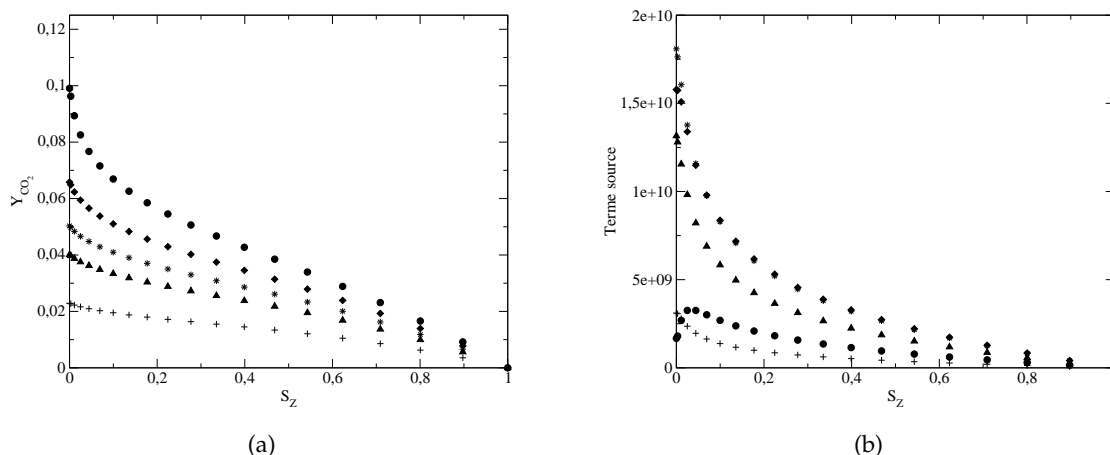 0,12
0,1
0,08
0,06
0,04
0,02
0
Y_CO2
0 0,2 0,4 0,6 0,8 1
S_Z
(a)
2e+10
1,5e+10
1e+10
5e+09
0
Terme source
0 0,2 0,4 0,6 0,8
S_Z
(b)